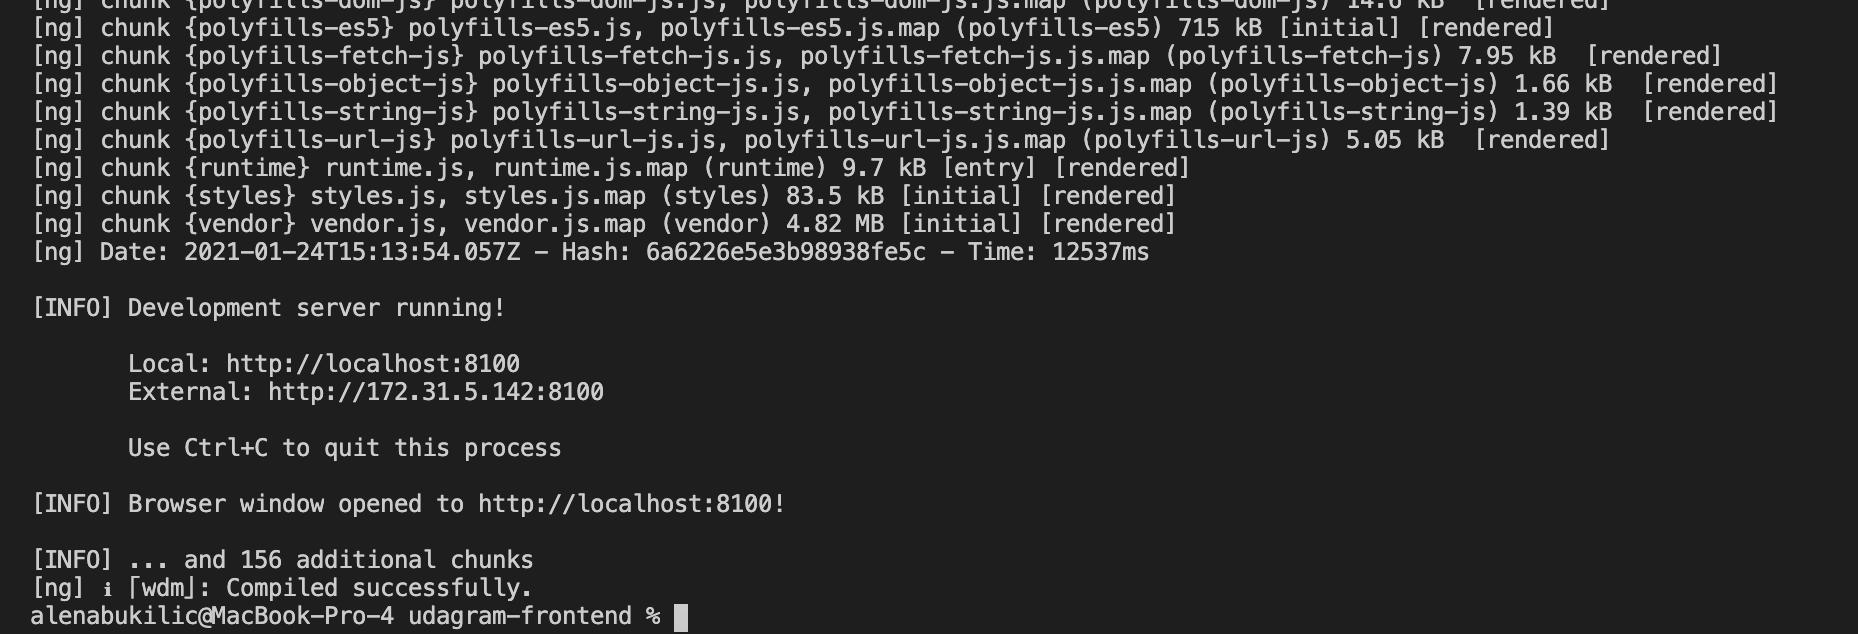 [ng] chunk {polyfills-dom-js} polyfills-dom-js.js, polyfills-dom-js.js.map (polyfills-dom-js) 14.6 kB  [rendered]
[ng] chunk {polyfills-es5} polyfills-es5.js, polyfills-es5.js.map (polyfills-es5) 715 kB [initial] [rendered]
[ng] chunk {polyfills-fetch-js} polyfills-fetch-js.js, polyfills-fetch-js.js.map (polyfills-fetch-js) 7.95 kB  [rendered]
[ng] chunk {polyfills-object-js} polyfills-object-js.js, polyfills-object-js.js.map (polyfills-object-js) 1.66 kB  [rendered]
[ng] chunk {polyfills-string-js} polyfills-string-js.js, polyfills-string-js.js.map (polyfills-string-js) 1.39 kB  [rendered]
[ng] chunk {polyfills-url-js} polyfills-url-js.js, polyfills-url-js.js.map (polyfills-url-js) 5.05 kB  [rendered]
[ng] chunk {runtime} runtime.js, runtime.js.map (runtime) 9.7 kB [entry] [rendered]
[ng] chunk {styles} styles.js, styles.js.map (styles) 83.5 kB [initial] [rendered]
[ng] chunk {vendor} vendor.js, vendor.js.map (vendor) 4.82 MB [initial] [rendered]
[ng] Date: 2021-01-24T15:13:54.057Z - Hash: 6a6226e5e3b98938fe5c - Time: 12537ms
[INFO] Development server running!
Local: http://localhost:8100
External: http://172.31.5.142:8100
Use Ctrl+C to quit this process
[INFO] Browser window opened to http://localhost:8100!
[INFO] ... and 156 additional chunks
[ng] ℹ ｢wdm｣: Compiled successfully.
alenabukilic@MacBook-Pro-4 udagram-frontend %